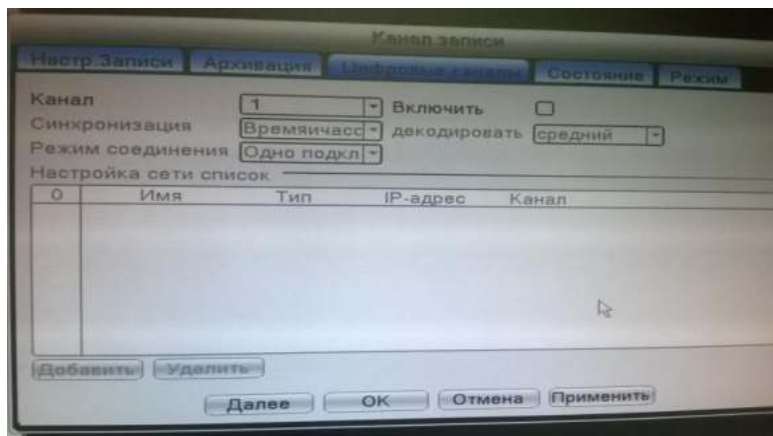 Канал записи
Настр.Записи Архивация Цифровые каналы Состояние Режим
Канал 1 Включить
Синхронизация Времяичасс декодировать средний
Режим соединения Одно подкл
Настройка сети список
0 Имя Тип IP-адрес Канал
Добавить Удалить
Далее OK Отмена Применить